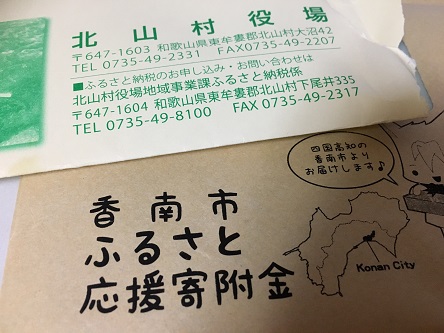 北山村役場
〒647-1603 和歌山県東牟婁郡北山村大沼42
TEL 0735-49-2331 FAX0735-49-2207
■ふるさと納税のお申し込み・お問い合わせは
北山村役場地域事業課ふるさと納税係
〒647-1604 和歌山県東牟婁郡北山村下尾井335
TEL 0735-49-8100 FAX 0735-49-2317
四国高知の
香南市より
お届けします♪
香南市
ふるさと
応援寄附金
Konan City